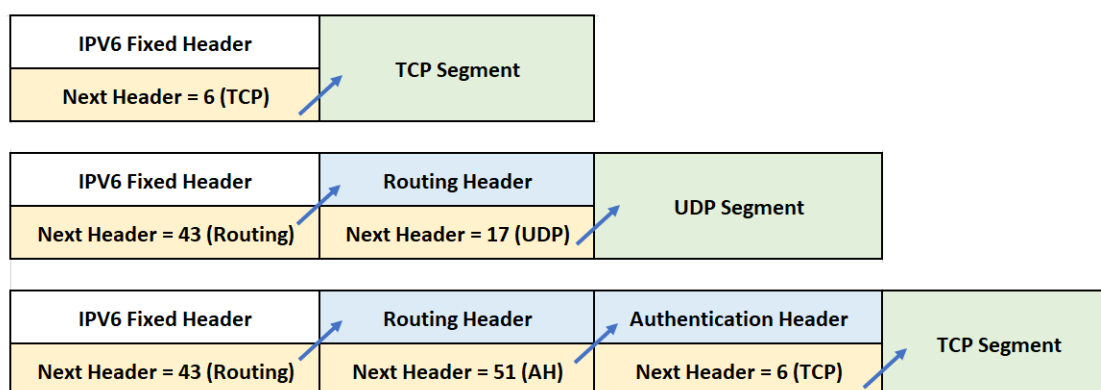 IPV6 Fixed Header
Next Header = 6 (TCP)
TCP Segment
IPV6 Fixed Header
Next Header = 43 (Routing)
Routing Header
Next Header = 17 (UDP)
UDP Segment
IPV6 Fixed Header
Next Header = 43 (Routing)
Routing Header
Next Header = 51 (AH)
Authentication Header
Next Header = 6 (TCP)
TCP Segment